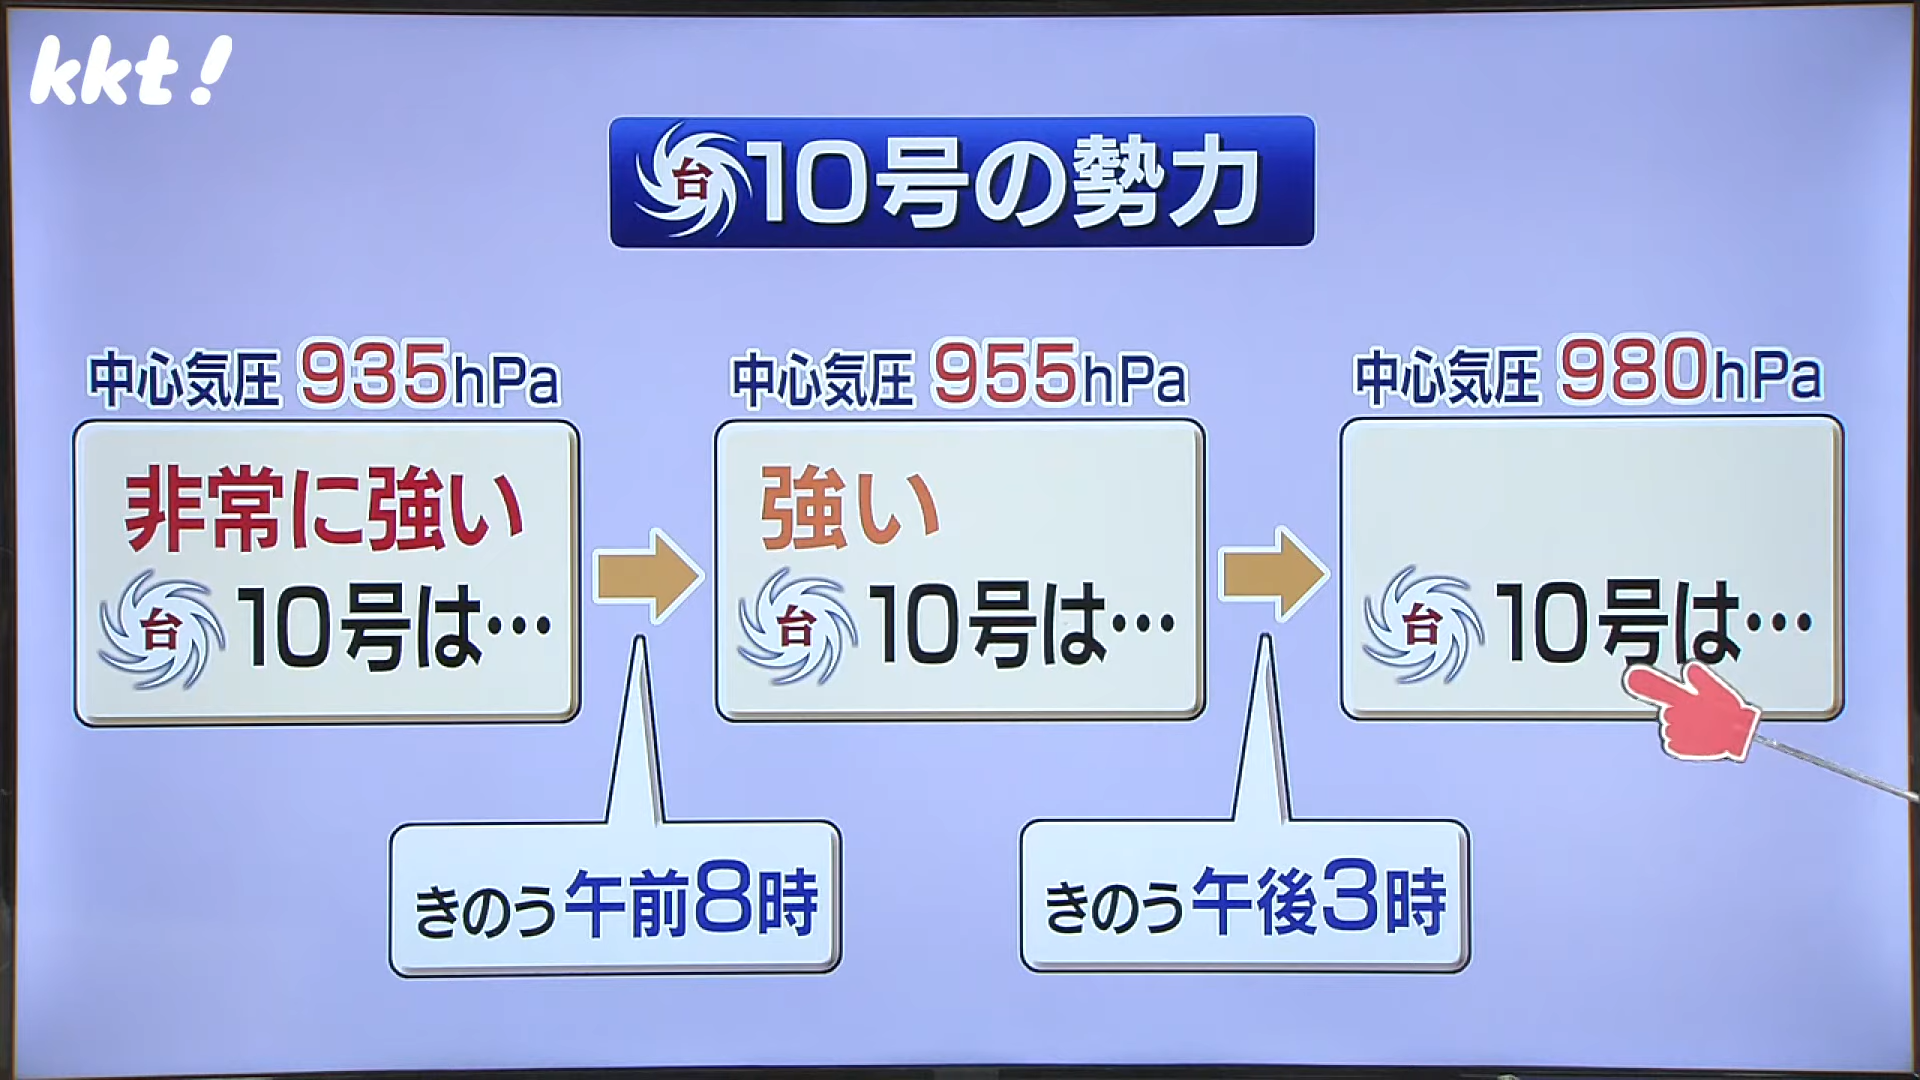 kkt!
台10号の勢力
中心気圧 935hPa
非常に強い
台10号は…
中心気圧 955hPa
強い
台10号は…
中心気圧 980hPa
台10号は…
きのう午前8時
きのう午後3時